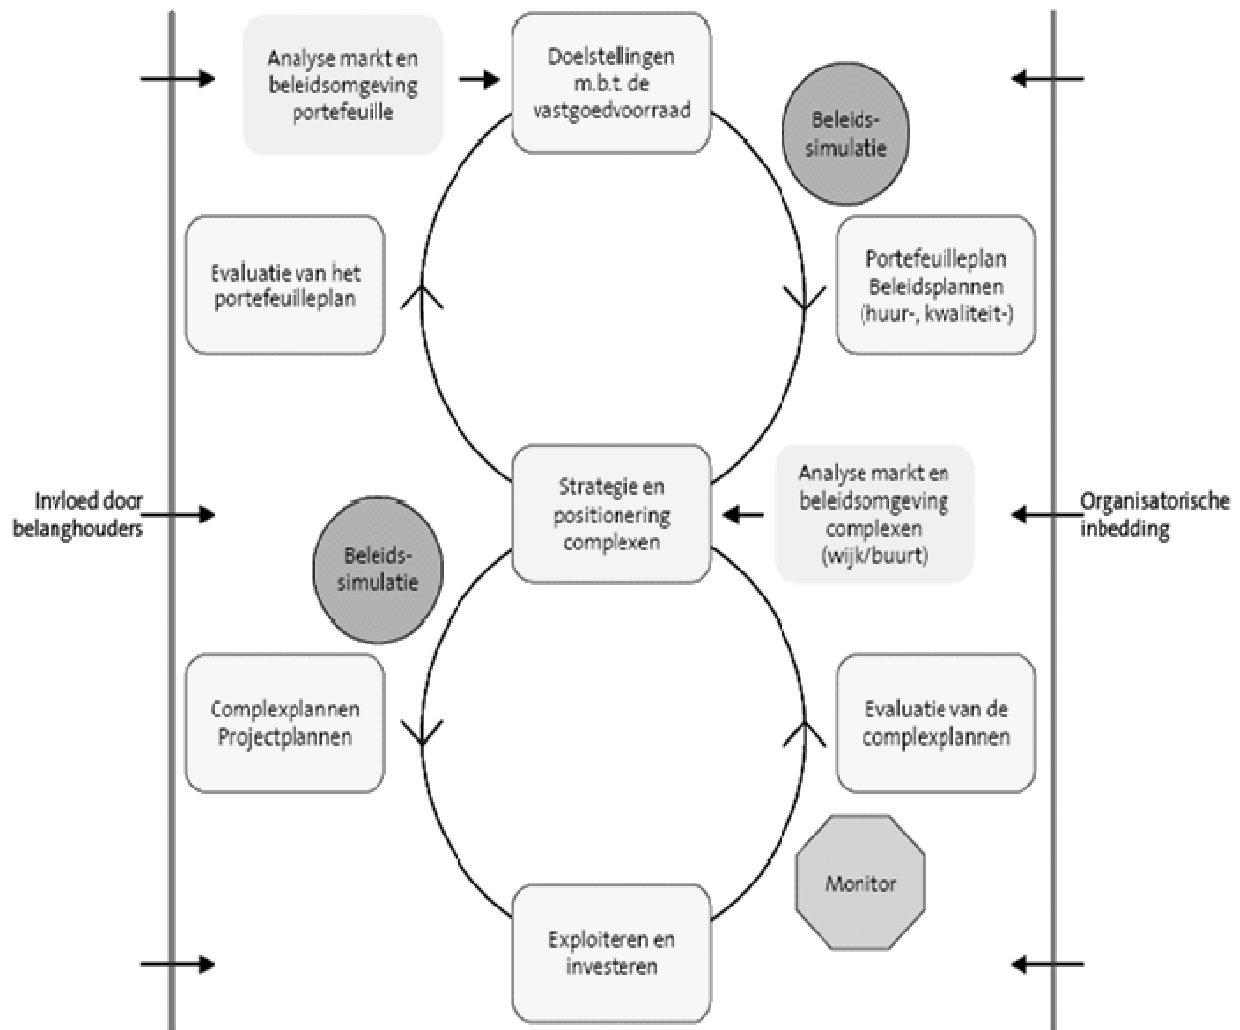 Analyse markt en
beleidsomgeving
portefeuille
Doelstellingen
m.b.t. de
vastgoedvoorraad
Beleids-
simulatie
Evaluatie van het
portefeuilleplan
Portefeuilleplan
Beleidsplannen
(huur-, kwaliteit-)
Invloed door
belanghouders
Strategie en
positionering
complexen
Analyse markt en
beleidsomgeving
complexen
(wijk/buurt)
Organisatorische
inbedding
Beleids-
simulatie
Complexplannen
Projectplannen
Evaluatie van de
complexplannen
Monitor
Exploiteren en
investeren